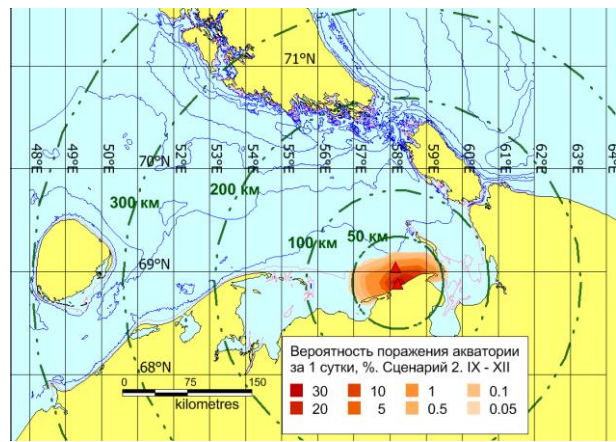 71°N
48°E 49°E 50°E 52°E 53°E 54°E 55°E 56°E 57°E 58°E 59°E 60°E 61°E 62°E 63°E 64°E
70°N
200 км
300 км
100 км 50 км
69°N
68°N
0 75 150
kilometres
Вероятность поражения акватории
за 1 сутки, %. Сценарий 2. IX - XII
30 10 1 0.1
20 5 0.5 0.05